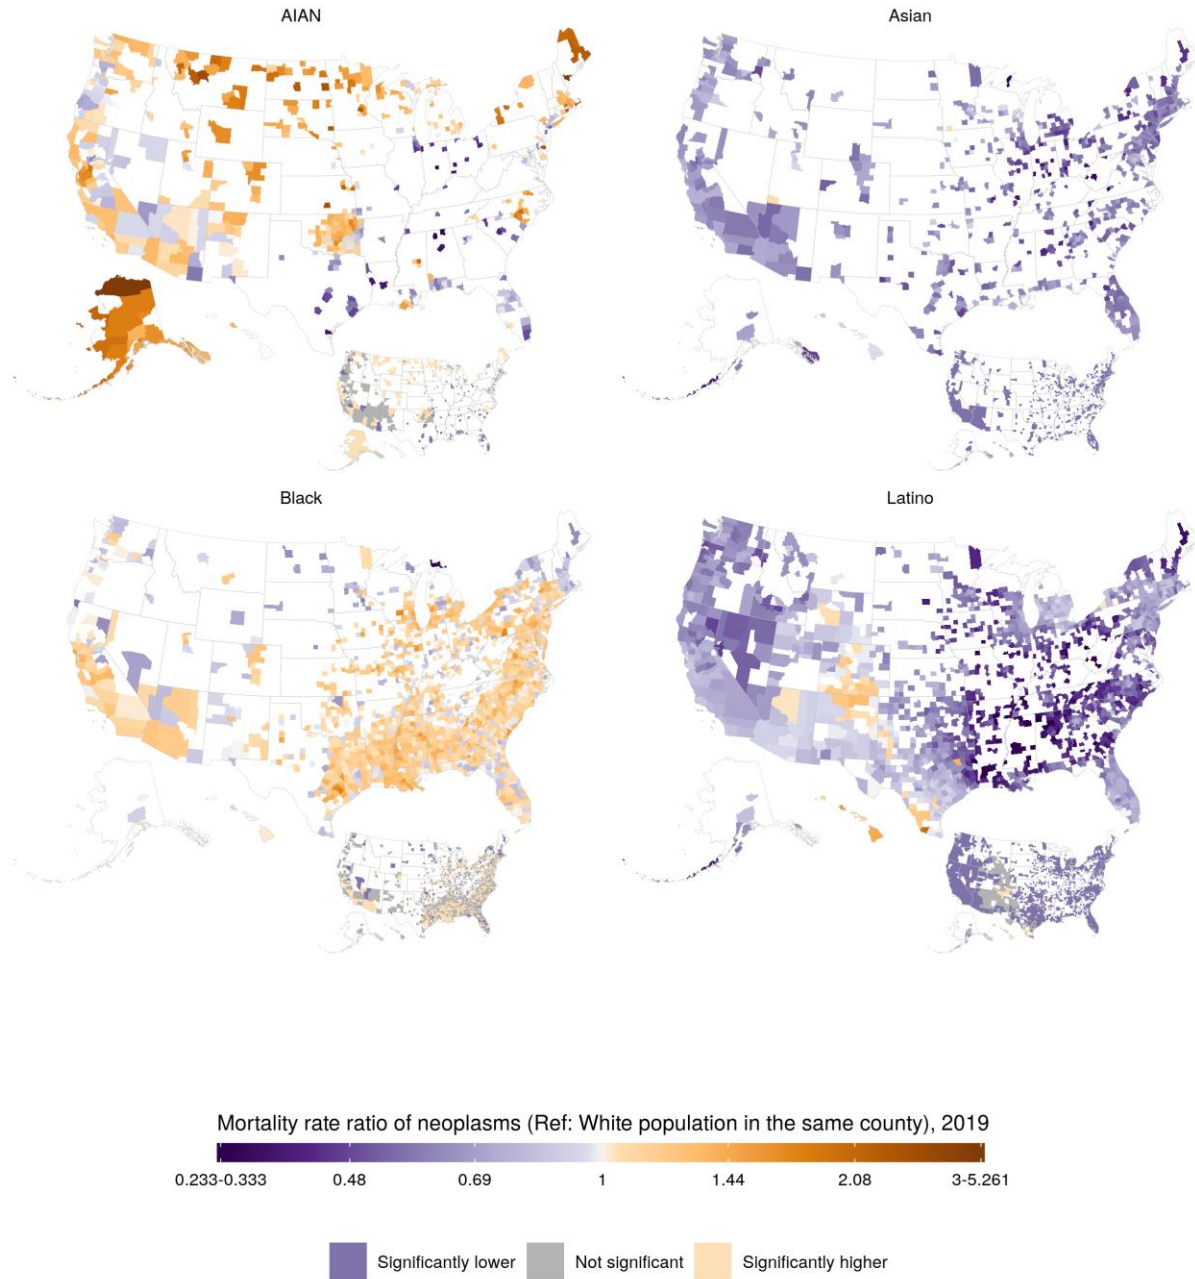 AIAN
Asian
Black
Latino
Mortality rate ratio of neoplasms (Ref: White population in the same county), 2019
0.233-0.333 0.48 0.69 1 1.44 2.08 3-5.261
Significantly lower Not significant Significantly higher